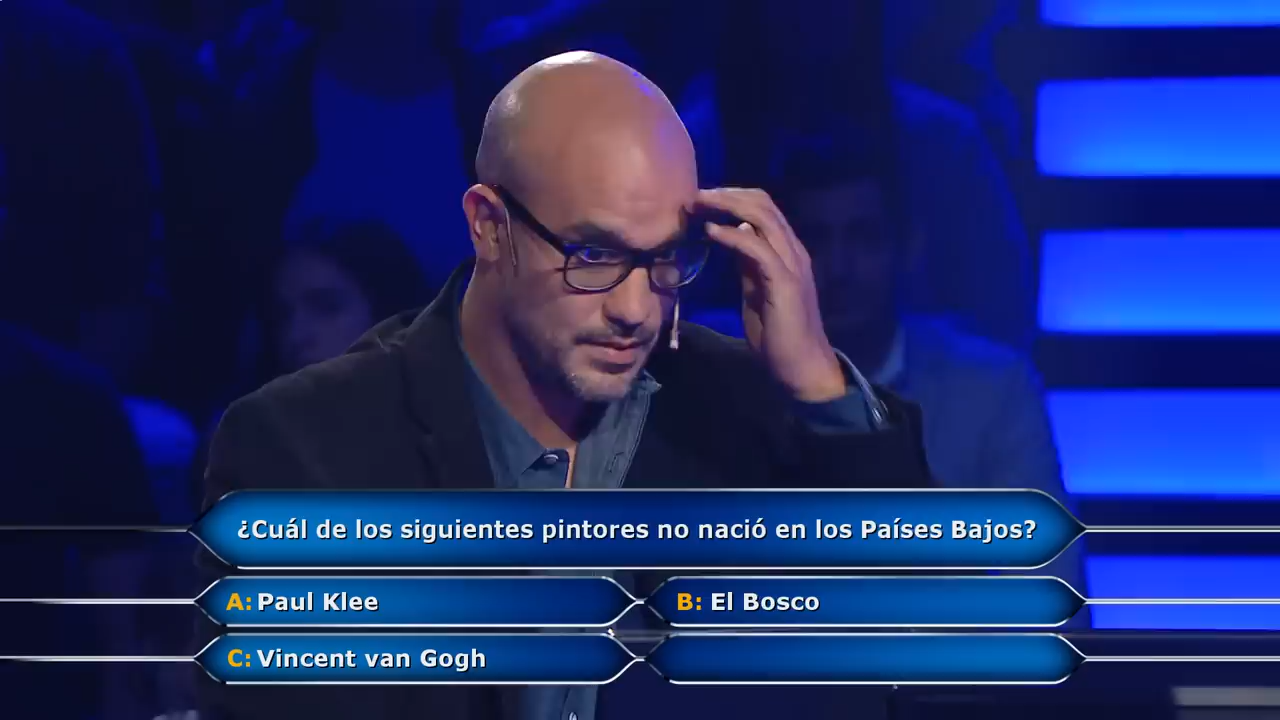 ¿Cuál de los siguientes pintores no nació en los Países Bajos?
A: Paul Klee
B: El Bosco
C: Vincent van Gogh